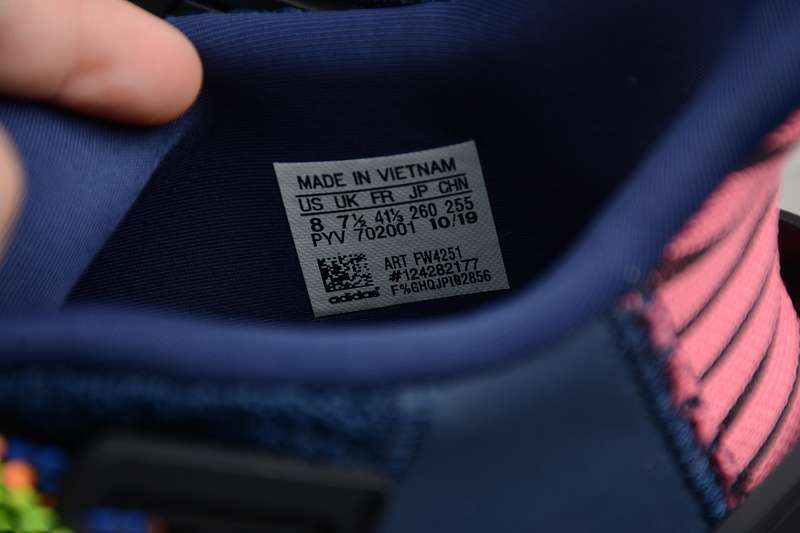 MADE IN VIETNAM
US UK FR JP CHN
8 7½ 41⅓ 260 255
PYV 702001 10/19
ART FW4251
#124282177
F%GHQJPIQ2856
adidas